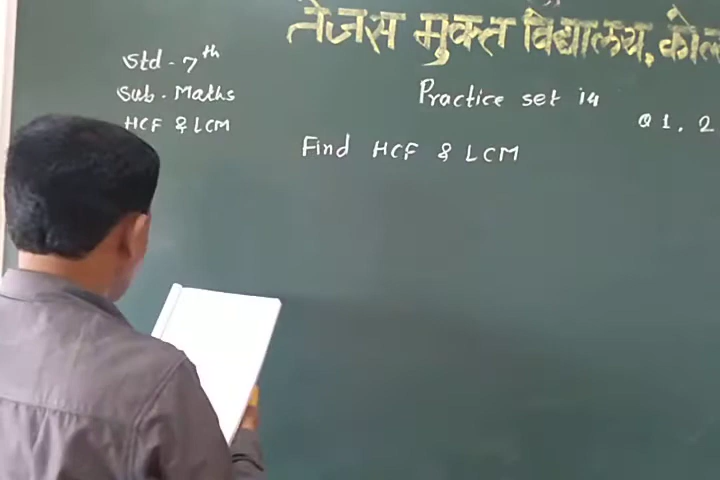 तेजस मुक्त विद्यालय,
Std - 7th
Sub. Maths
HCF & LCM
Practice set 14
Q 1, 2
Find HCF & LCM